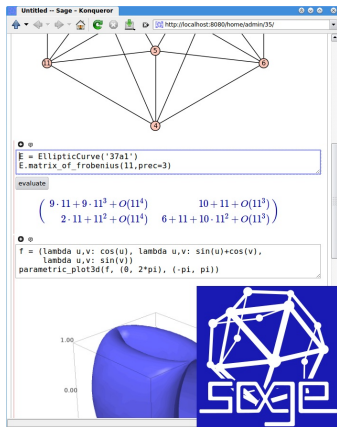 Untitled -- Sage - Konqueror
http://localhost:8080/home/admin/35/
5
11
6
4
E = EllipticCurve('37a1')
E.matrix_of_frobenius(11,prec=3)
evaluate
9 · 11 + 9 · 11³ + O(11⁴) 10 + 11 + O(11³)
2 · 11 + 11² + O(11⁴) 6 + 11 + 10 · 11² + O(11³)
f = (lambda u,v: cos(u), lambda u,v: sin(u)+cos(v),
lambda u,v: sin(v))
parametric_plot3d(f, (0, 2*pi), (-pi, pi))
1.00
0.00
sage